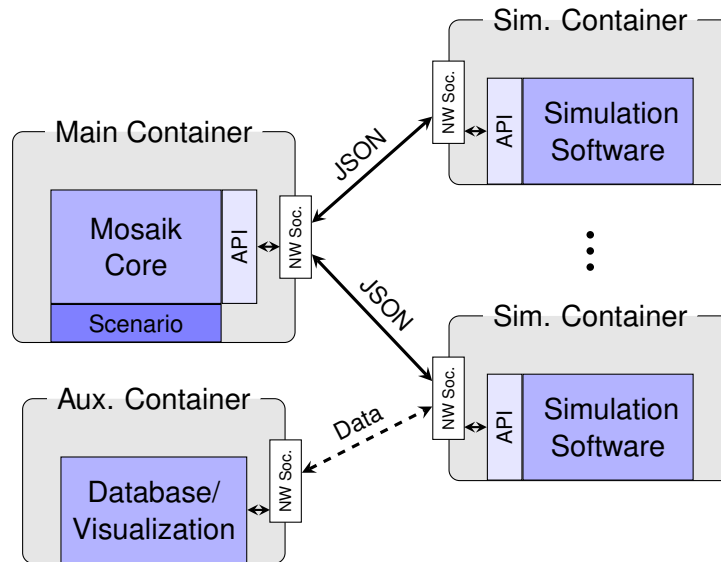 Sim. Container
NW Soc.
API
Simulation
Software
JSON
Main Container
Mosaik
Core
API
NW Soc.
Scenario
JSON
Sim. Container
NW Soc.
API
Simulation
Software
Aux. Container
Data
NW Soc.
Database/
Visualization